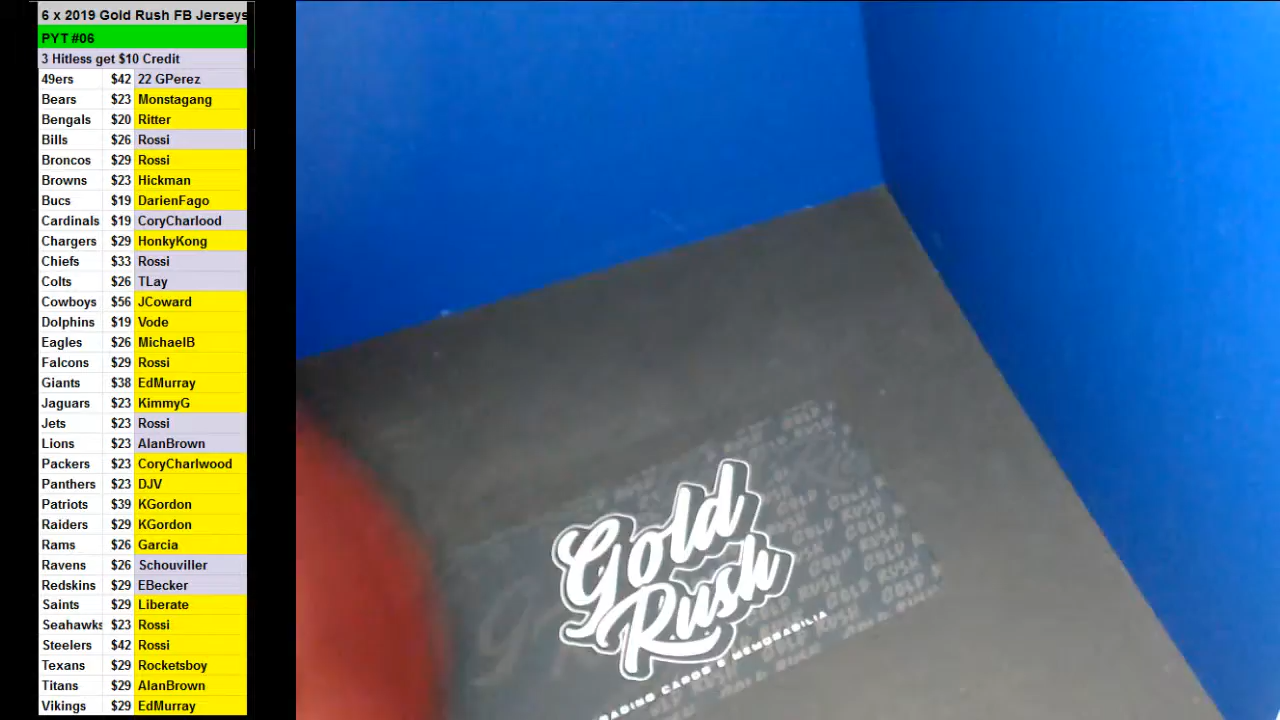 6 x 2019 Gold Rush FB Jerseys
PYT #06
3 Hitless get $10 Credit
49ers $42 22 GPerez
Bears $23 Monstagang
Bengals $20 Ritter
Bills $26 Rossi
Broncos $29 Rossi
Browns $23 Hickman
Bucs $19 DarienFago
Cardinals $19 CoryCharlood
Chargers $29 HonkyKong
Chiefs $33 Rossi
Colts $26 TLay
Cowboys $56 JCoward
Dolphins $19 Vode
Eagles $26 MichaelB
Falcons $29 Rossi
Giants $38 EdMurray
Jaguars $23 KimmyG
Jets $23 Rossi
Lions $23 AlanBrown
Packers $23 CoryCharlwood
Panthers $23 DJV
Patriots $39 KGordon
Raiders $29 KGordon
Rams $26 Garcia
Ravens $26 Schouviller
Redskins $29 EBecker
Saints $29 Liberate
Seahawks $23 Rossi
Steelers $42 Rossi
Texans $29 Rocketsboy
Titans $29 AlanBrown
Vikings $29 EdMurray
Gold
Rush
CARDS & MEMORABILIA